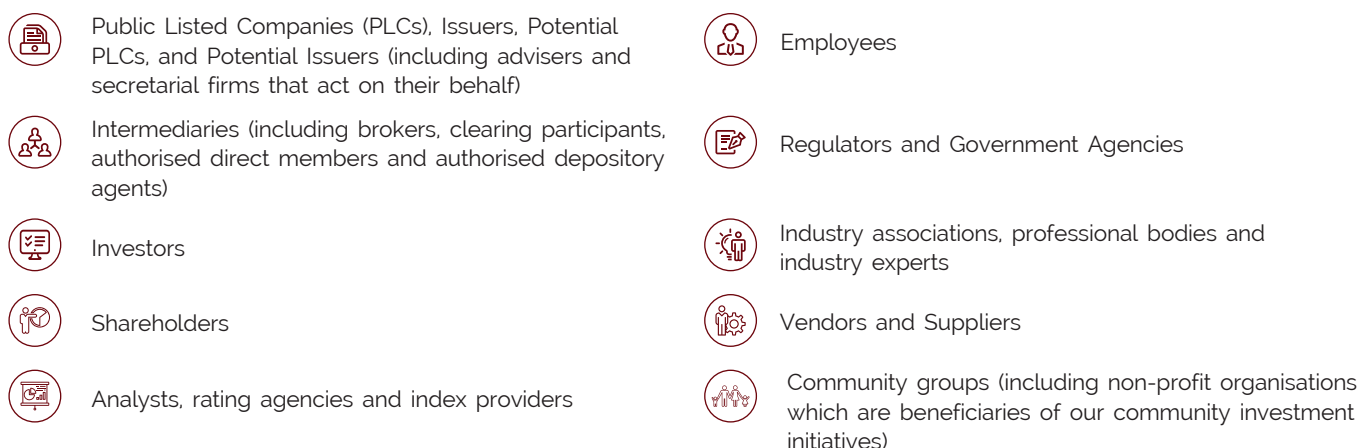 Public Listed Companies (PLCs), Issuers, Potential
PLCs, and Potential Issuers (including advisers and
secretarial firms that act on their behalf)
Intermediaries (including brokers, clearing participants,
authorised direct members and authorised depository
agents)
Investors
Shareholders
Analysts, rating agencies and index providers
Employees
Regulators and Government Agencies
Industry associations, professional bodies and
industry experts
Vendors and Suppliers
Community groups (including non-profit organisations
which are beneficiaries of our community investment
initiatives)